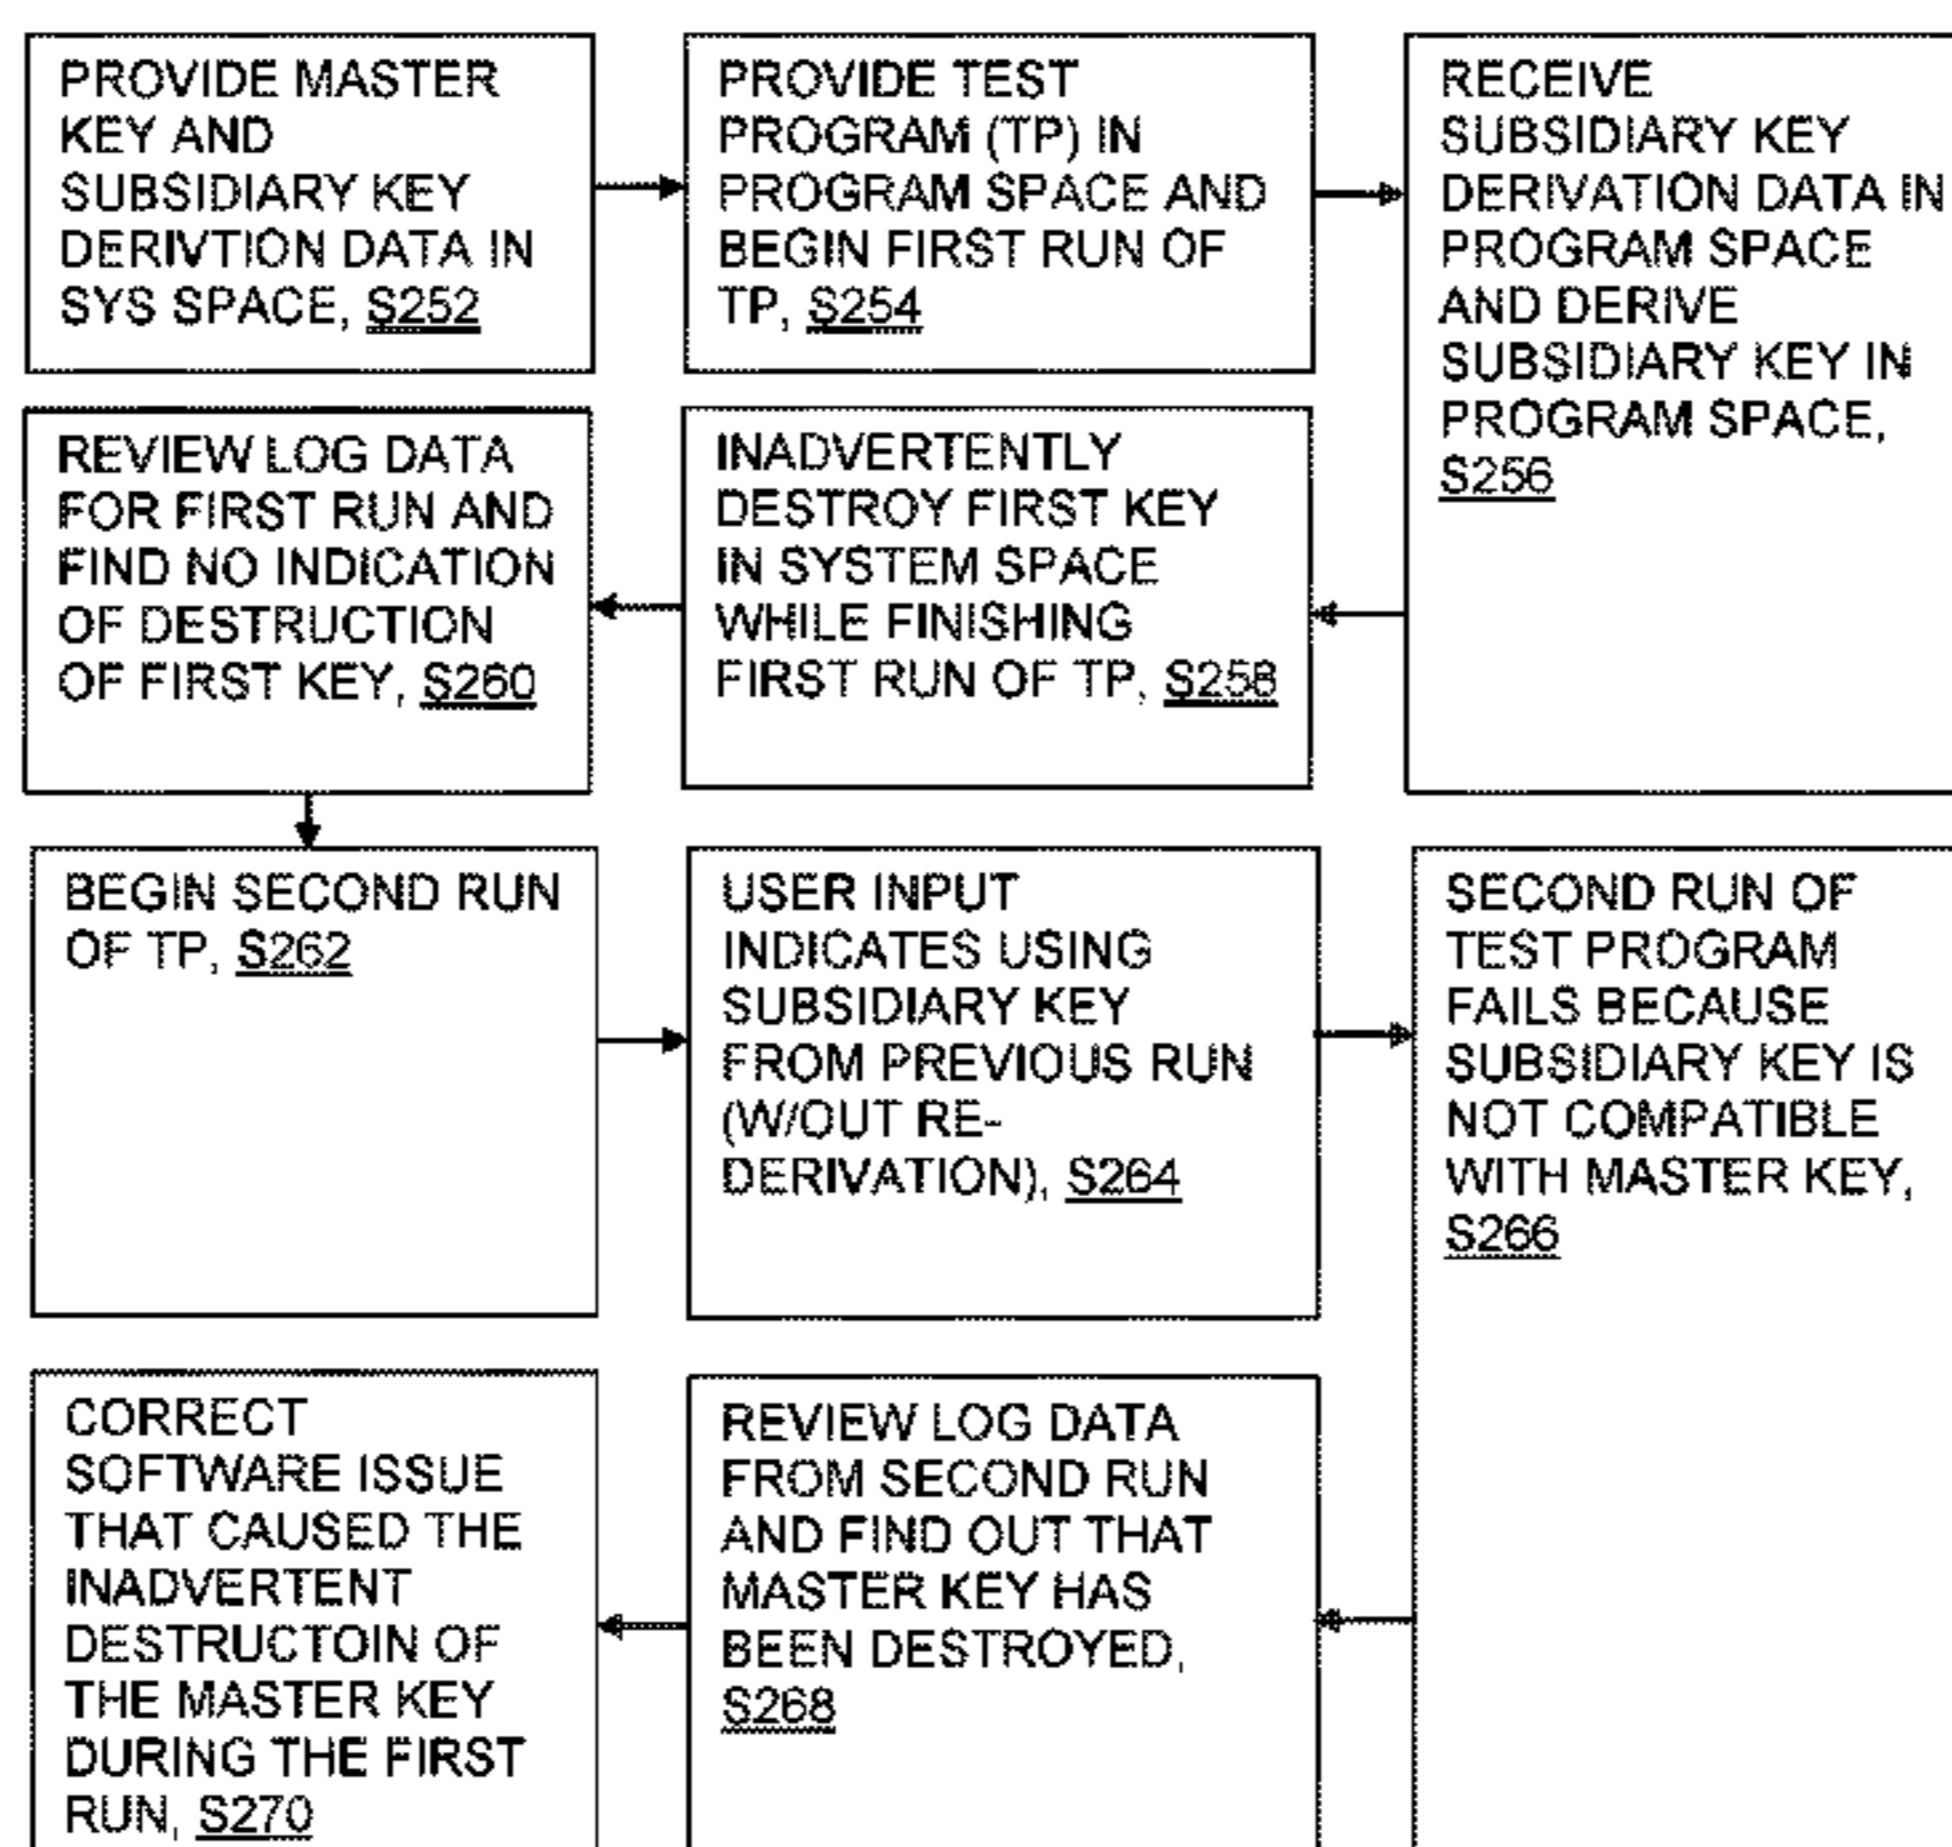 PROVIDE MASTER
KEY AND
SUBSIDIARY KEY
DERIVTION DATA IN
SYS SPACE, S252
PROVIDE TEST
PROGRAM (TP) IN
PROGRAM SPACE AND
BEGIN FIRST RUN OF
TP, S254
RECEIVE
SUBSIDIARY KEY
DERIVATION DATA IN
PROGRAM SPACE
AND DERIVE
SUBSIDIARY KEY IN
PROGRAM SPACE,
S256
INADVERTENTLY
DESTROY FIRST KEY
IN SYSTEM SPACE
WHILE FINISHING
FIRST RUN OF TP, S258
REVIEW LOG DATA
FOR FIRST RUN AND
FIND NO INDICATION
OF DESTRUCTION
OF FIRST KEY, S260
BEGIN SECOND RUN
OF TP, S262
USER INPUT
INDICATES USING
SUBSIDIARY KEY
FROM PREVIOUS RUN
(W/OUT RE-
DERIVATION), S264
SECOND RUN OF
TEST PROGRAM
FAILS BECAUSE
SUBSIDIARY KEY IS
NOT COMPATIBLE
WITH MASTER KEY,
S266
REVIEW LOG DATA
FROM SECOND RUN
AND FIND OUT THAT
MASTER KEY HAS
BEEN DESTROYED,
S268
CORRECT
SOFTWARE ISSUE
THAT CAUSED THE
INADVERTENT
DESTRUCTOIN OF
THE MASTER KEY
DURING THE FIRST
RUN, S270